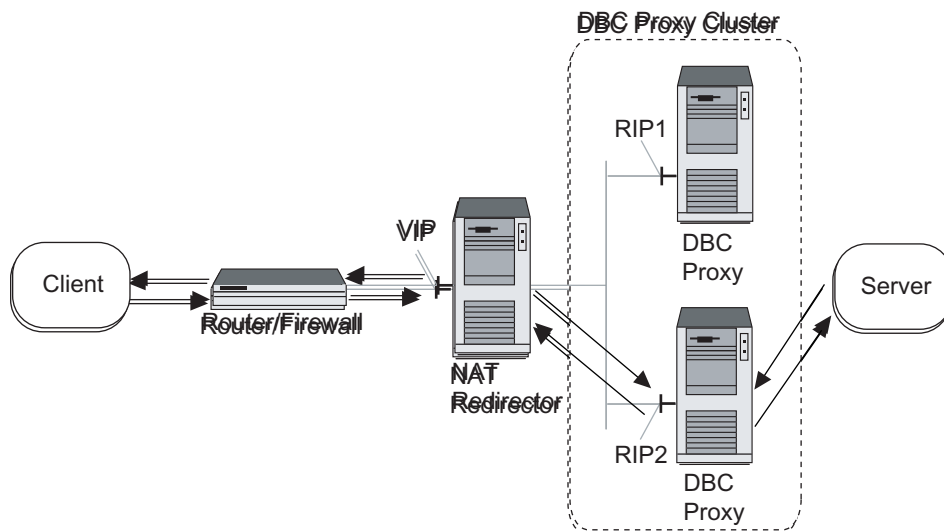 DBC Proxy Cluster
RIP1
VIP
DBC
Proxy
Client
Server
Router/Firewall
NAT
Redirector
RIP2
DBC
Proxy